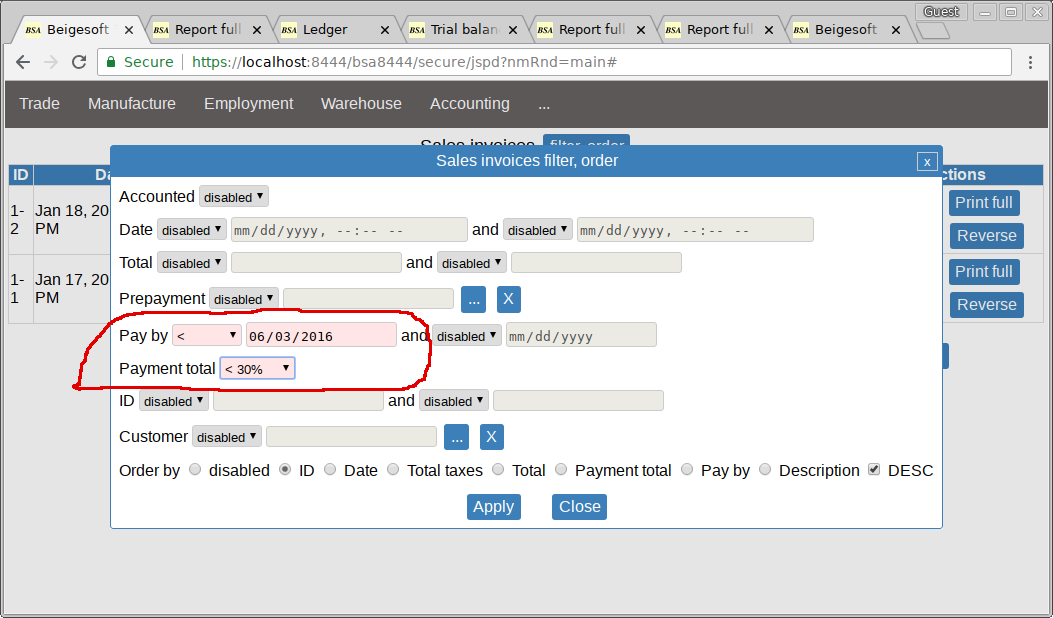 Guest
BSA Beigesoft
BSA Report full
BSA Ledger
BSA Trial balan
BSA Report full
BSA Report full
BSA Beigesoft
Secure https://localhost:8444/bsa8444/secure/jspd?nmRnd=main#
Trade Manufacture Employment Warehouse Accounting ...
Sales invoices filter, order
Sales invoices filter, order x
ID Da ctions
1-2 Jan 18, 20 PM Print full
Reverse
1-1 Jan 17, 20 PM Print full
Reverse
Accounted disabled
Date disabled mm/dd/yyyy, --:-- -- and disabled mm/dd/yyyy, --:-- --
Total disabled and disabled
Prepayment disabled ... X
Pay by < 06/03/2016 and disabled mm/dd/yyyy
Payment total < 30%
ID disabled and disabled
Customer disabled ... X
Order by disabled ID Date Total taxes Total Payment total Pay by Description DESC
Apply Close